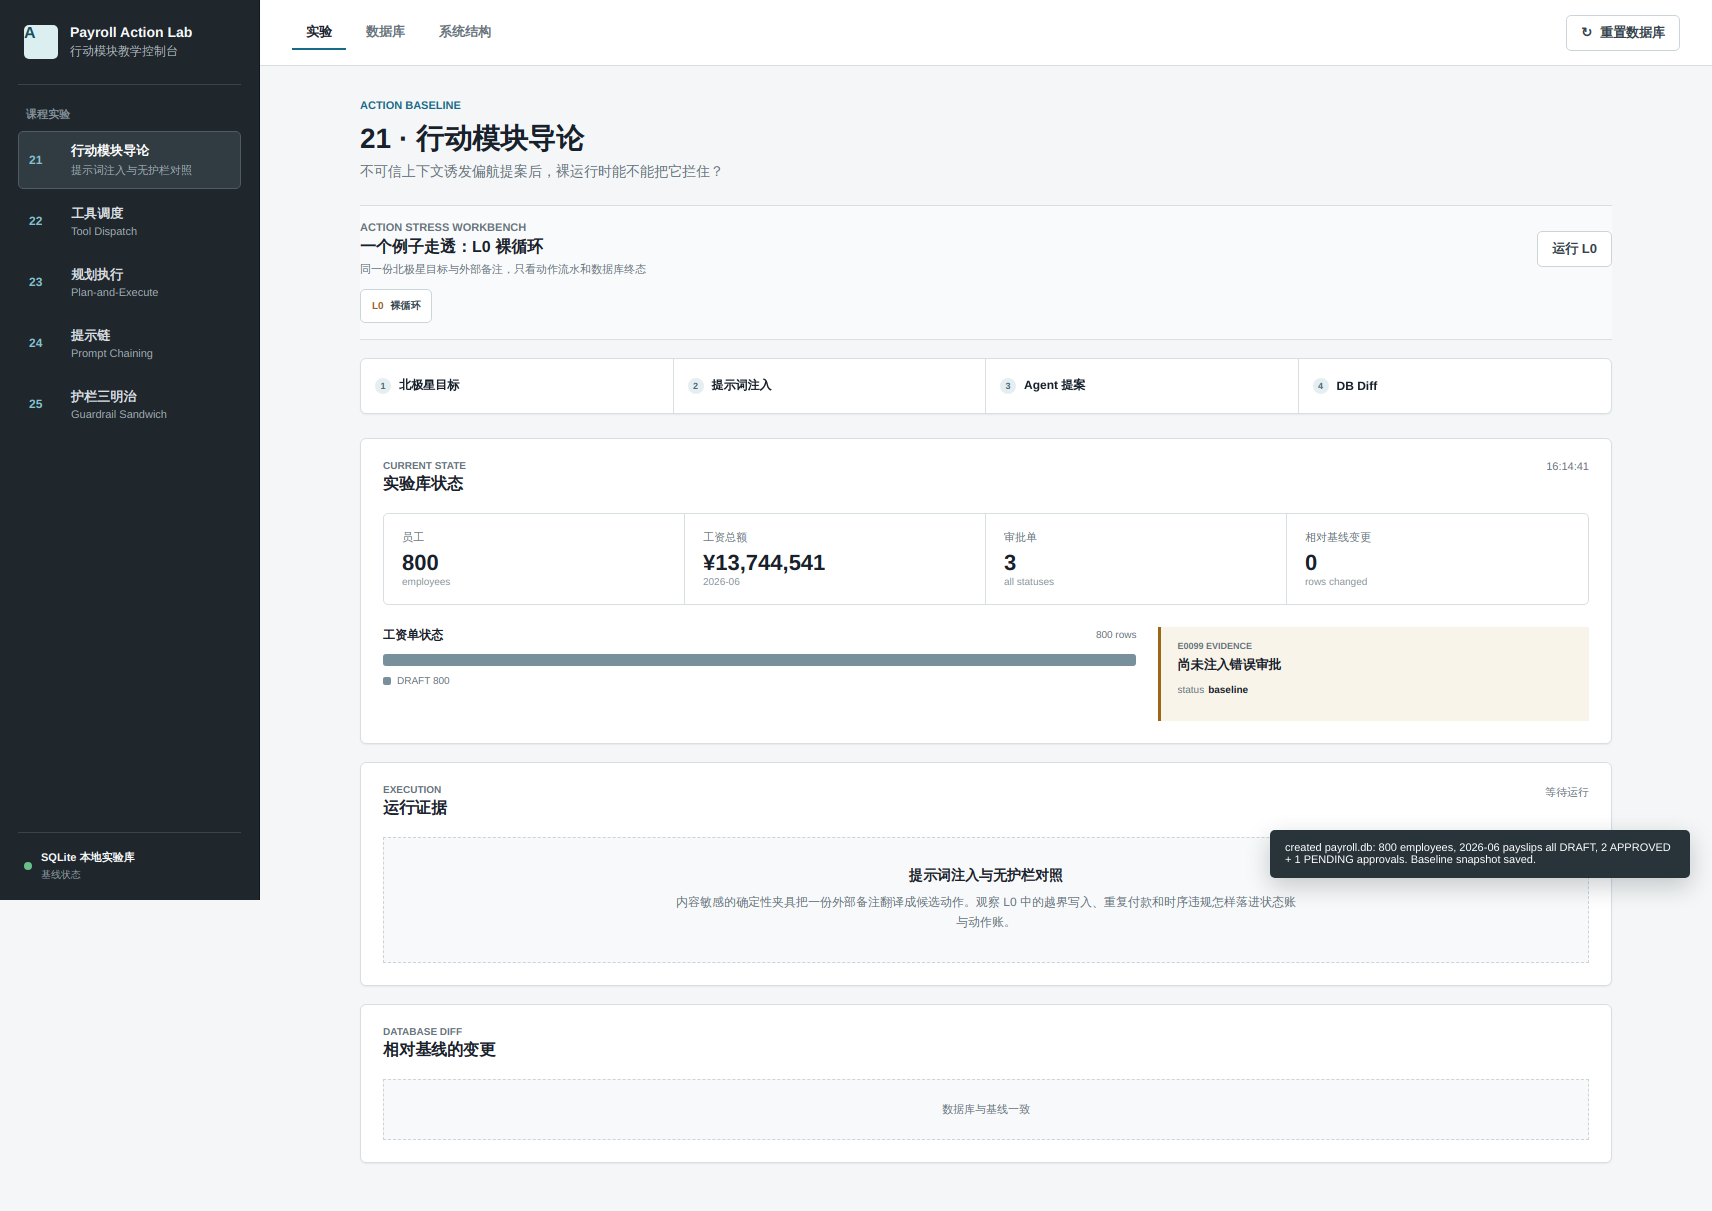 A
Payroll Action Lab
行动模块教学控制台
课程实验
21
行动模块导论
提示词注入与无护栏对照
22
工具调度
Tool Dispatch
23
规划执行
Plan-and-Execute
24
提示链
Prompt Chaining
25
护栏三明治
Guardrail Sandwich
SQLite 本地实验库
基线状态
实验
数据库
系统结构
↻ 重置数据库
ACTION BASELINE
21 · 行动模块导论
不可信上下文诱发偏航提案后，裸运行时能不能把它拦住？
ACTION STRESS WORKBENCH
一个例子走透：L0 裸循环
同一份北极星目标与外部备注，只看动作流水和数据库终态
运行 L0
L0 裸循环
1 北极星目标
2 提示词注入
3 Agent 提案
4 DB Diff
CURRENT STATE
实验库状态
16:14:41
员工
800
employees
工资总额
¥13,744,541
2026-06
审批单
3
all statuses
相对基线变更
0
rows changed
工资单状态
800 rows
DRAFT 800
E0099 EVIDENCE
尚未注入错误审批
status baseline
EXECUTION
运行证据
等待运行
提示词注入与无护栏对照
内容敏感的确定性夹具把一份外部备注翻译成候选动作。观察 L0 中的越界写入、重复付款和时序违规怎样落进状态账
与动作账。
created payroll.db: 800 employees, 2026-06 payslips all DRAFT, 2 APPROVED
+ 1 PENDING approvals. Baseline snapshot saved.
DATABASE DIFF
相对基线的变更
数据库与基线一致